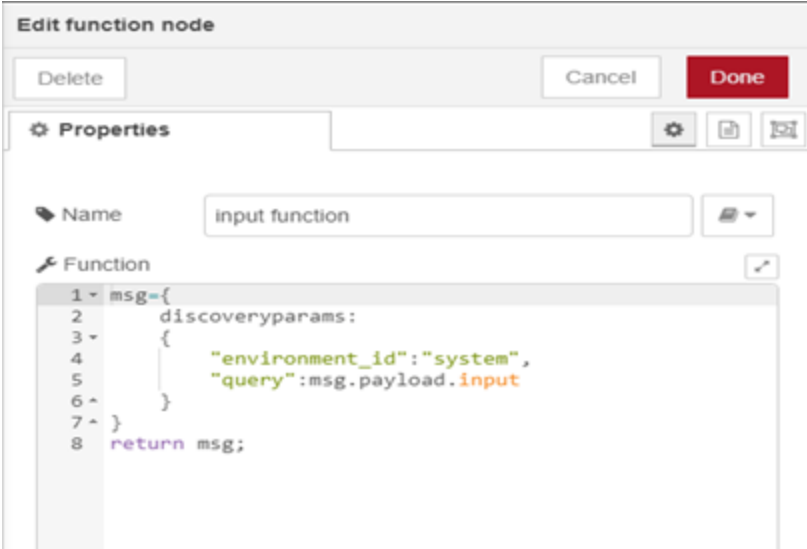 Edit function node
Delete
Cancel
Done
Properties
Name
input function
Function
1 msg={
2 discoveryparams:
3 {
4 "environment_id":"system",
5 "query":msg.payload.input
6 }
7 }
8 return msg;